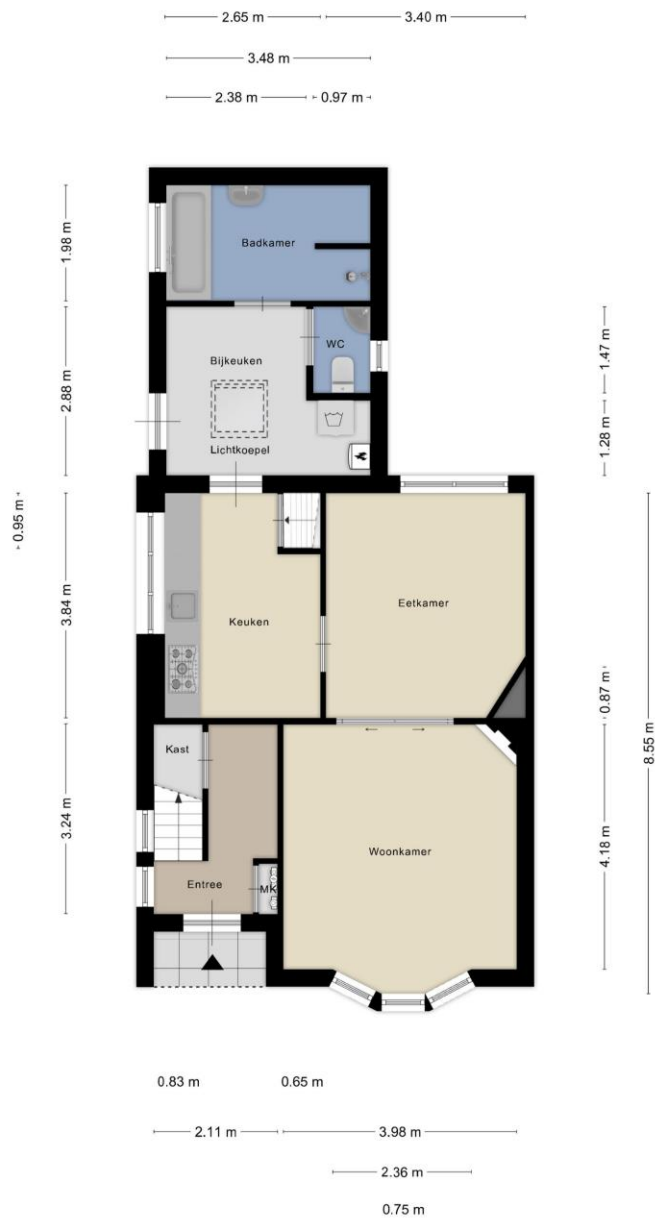 2.65 m
3.40 m
3.48 m
2.38 m
0.97 m
1.98 m
Badkamer
2.88 m
Bijkeuken
WC
1.47 m
Lichtkoepel
1.28 m
0.95 m
3.84 m
Keuken
Eetkamer
0.87 m
8.55 m
Kast
3.24 m
Woonkamer
4.18 m
Entree
MK
0.83 m
0.65 m
2.11 m
3.98 m
2.36 m
0.75 m